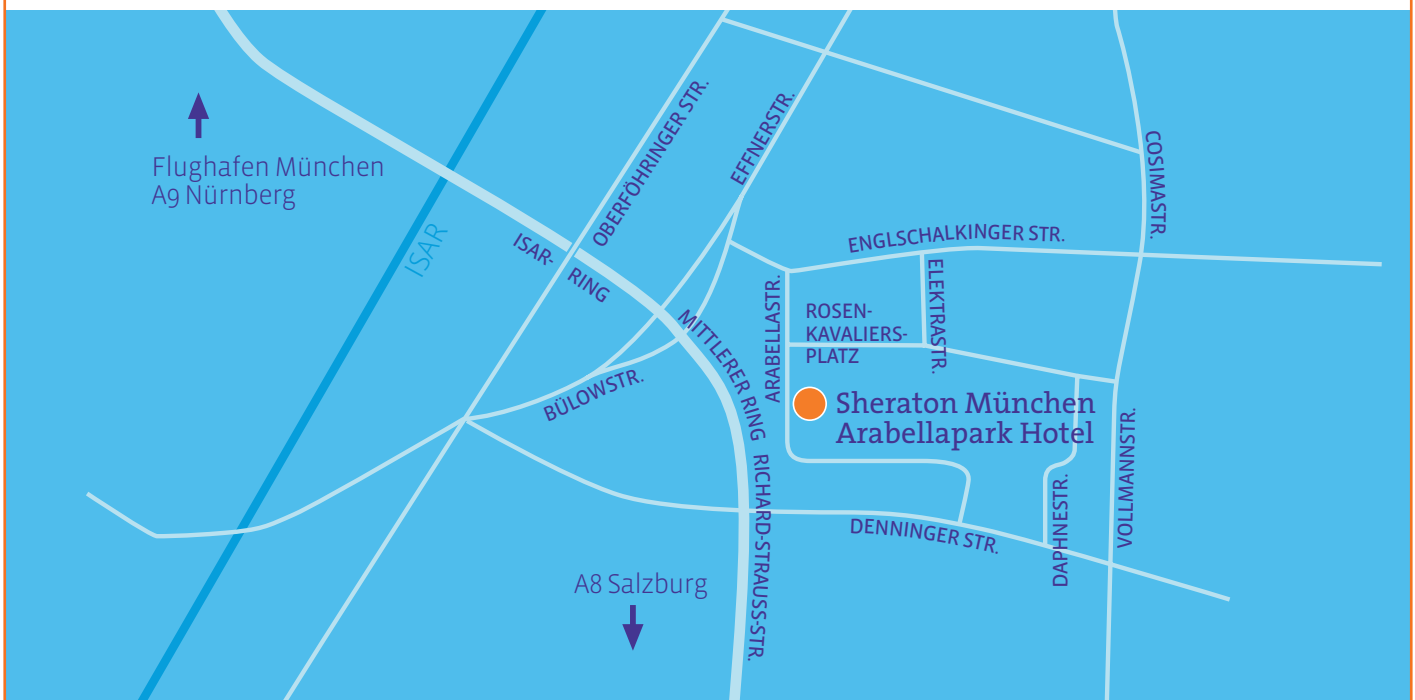 OBERFÖHRINGER STR.
EFFNERSTR.
COSIMASTR.
Flughafen München
A9 Nürnberg
ISAR
ISAR-
RING
ENGLSCHALKINGER STR.
ELEKTRASTR.
ARABELLASTR.
ROSEN-
KAVALIERS-
PLATZ
MITTLERER RING
BÜLOWSTR.
Sheraton München
Arabellapark Hotel
RICHARD-STRAUSS-STR.
VOLLMANNSTR.
DENNINGER STR.
DAPHNESTR.
A8 Salzburg